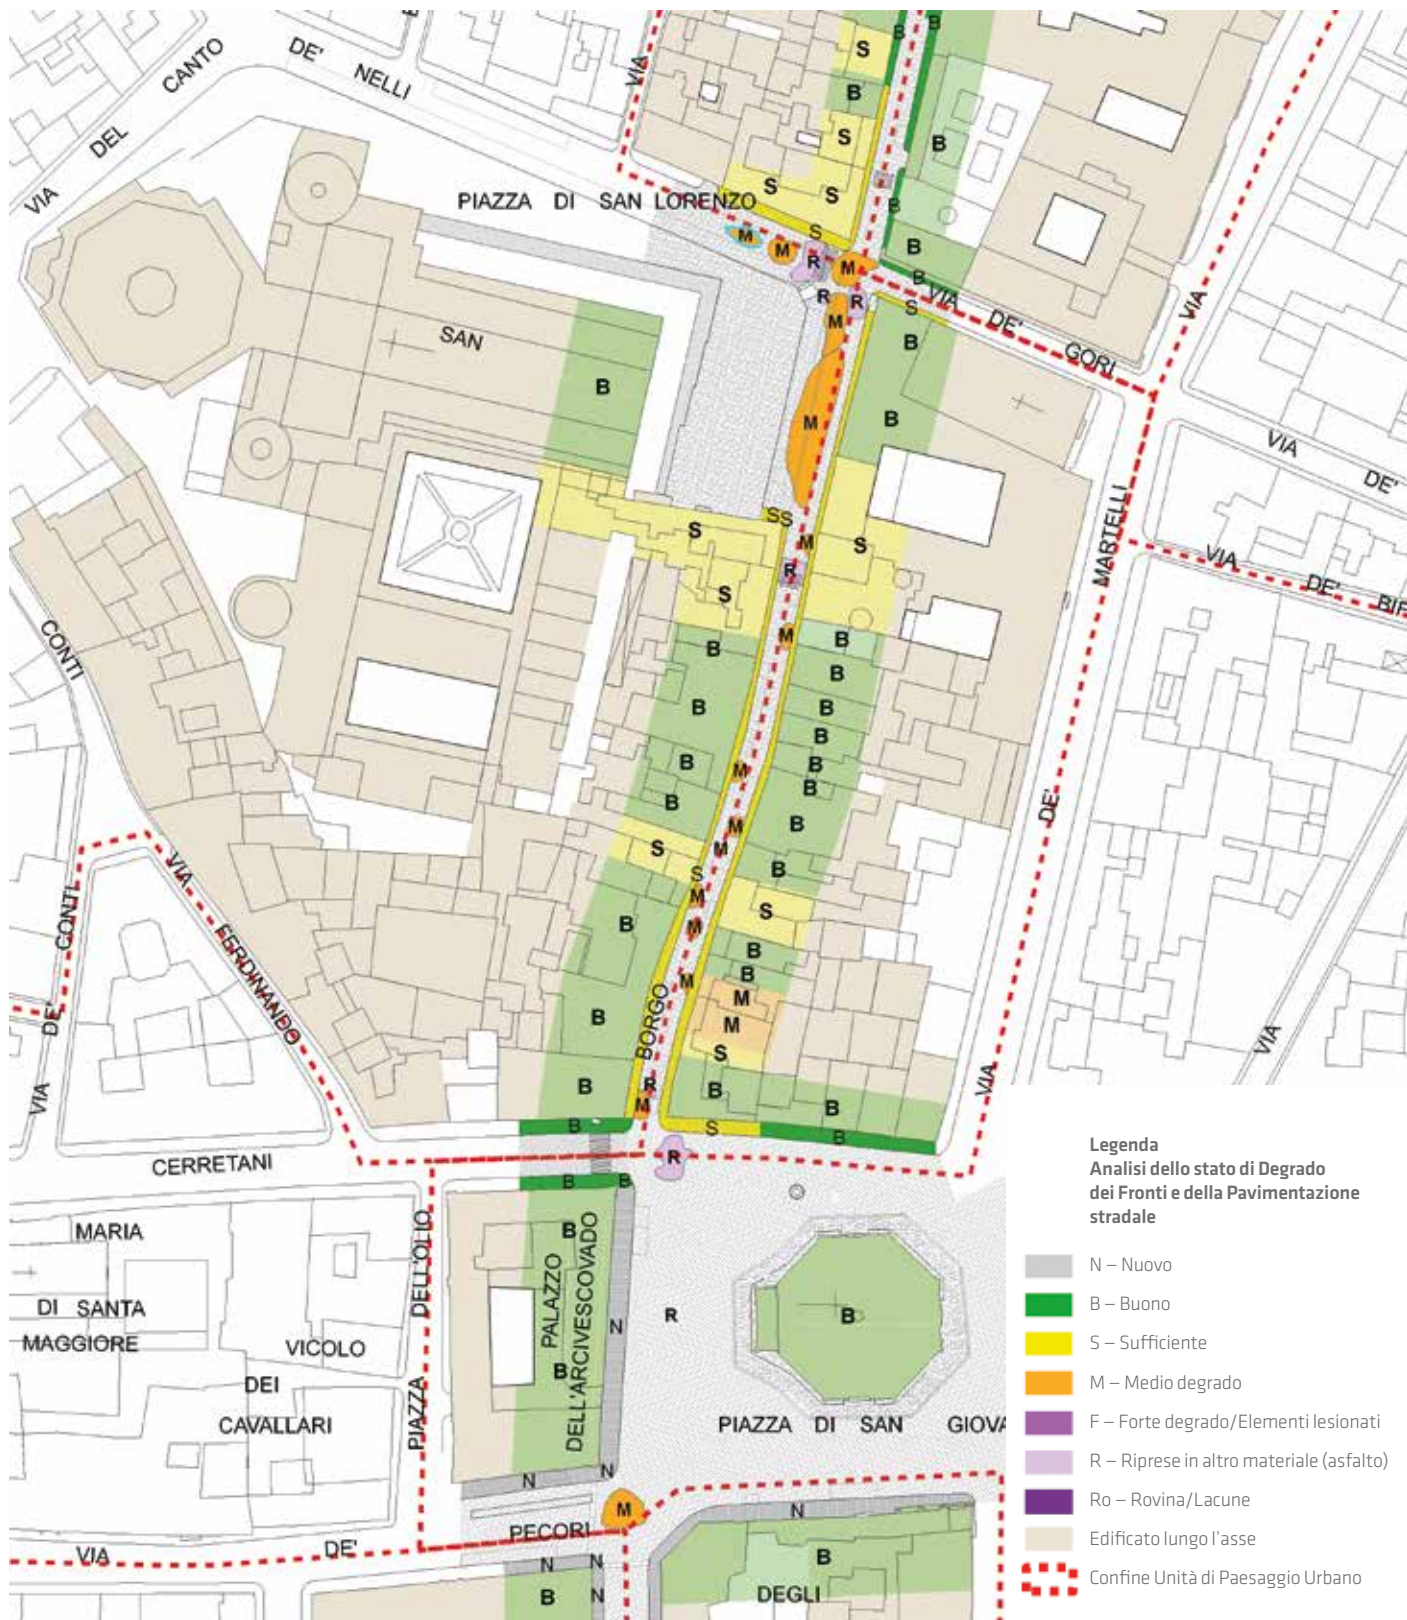 VIA DEL CANTO DE' NELLI
VIA
B
B
S
B
S
B
S
S
PIAZZA DI SAN LORENZO
B
S
M
M
R
M
B
B
R
R
VIA DE' GORI
VIA
S
M
B
SAN
B
M
B
VIA DE'
S
S
S
M
S
R
MARTELLI
VIA DE'
S
M
B
B
CONTI
B
B
B
B
B
B
B
M
B
B
M
B
DE'
S
M
B
VIA
S
M
S
B
M
B
FERDINANDO
DE' CONTI
M
B
M
B
BORGO
M
S
VIA
B
R
B
VIA
M
B
VIA
B
S
B
CERRETANI
R
B
B
MARIA
B
DI SANTA
MAGGIORE
VICOLO
DEI
CAVALLARI
PIAZZA DELL'OLIO
PALAZZO
DELL'ARCIVESCOVADO
B
N
R
B
PIAZZA DI SAN GIOVA
N
N
M
N
PECORI
VIA DE'
N
N
B
N
B
DEGLI
Legenda
Analisi dello stato di Degrado
dei Fronti e della Pavimentazione
stradale
N – Nuovo
B – Buono
S – Sufficiente
M – Medio degrado
F – Forte degrado/Elementi lesionati
R – Riprese in altro materiale (asfalto)
Ro – Rovina/Lacune
Edificato lungo l'asse
Confine Unità di Paesaggio Urbano